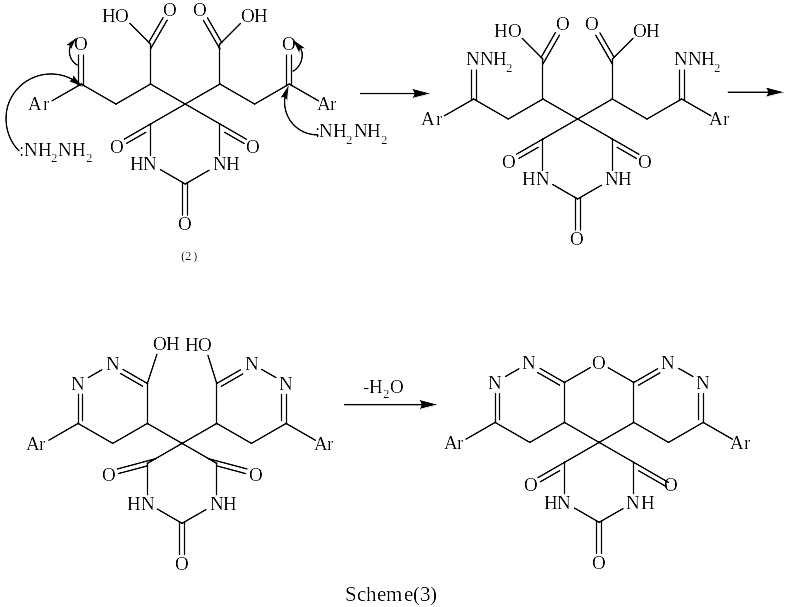 HO O O OH HO O O OH
O O NNH2 NNH2
Ar Ar Ar Ar
:NH2NH2 O O :NH2NH2 O O
HN NH HN NH
O O
(2)
OH HO
N N N O N
N N N N -H2O
Ar Ar Ar Ar
O O O O
HN NH HN NH
O O
Scheme(3)